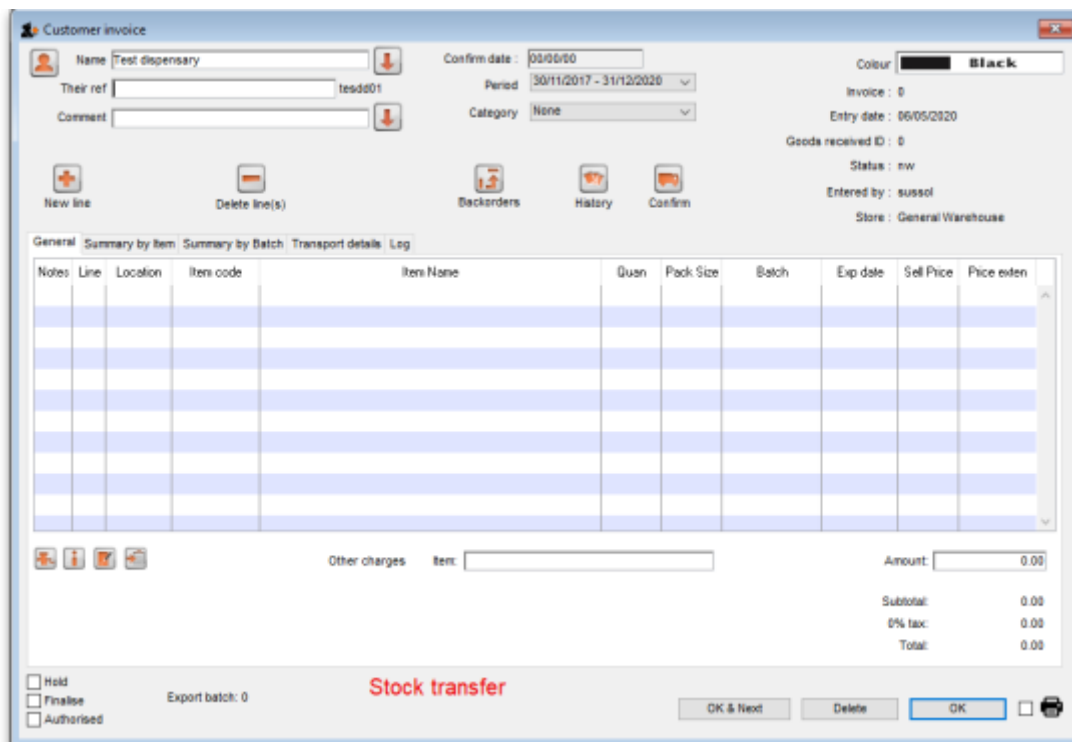 Customer invoice
Name Test dispensary Confirm date : 00/00/00 Colour Black
Their ref tesdd01 Period 30/11/2017 - 31/12/2020 Invoice : 0
Comment Category None Entry date : 06/05/2020
Goods received ID : 0
Status : nw
New line Delete line(s) Backorders History Confirm Entered by : sussol
Store : General Warehouse
General Summary by Item Summary by Batch Transport details Log
Notes Line Location Item code Item Name Quan Pack Size Batch Exp date Sell Price Price exten
Other charges Item: Amount: 0.00
Subtotal: 0.00
0% tax: 0.00
Total: 0.00
Hold
Finalise Export batch: 0 Stock transfer
Authorised OK & Next Delete OK